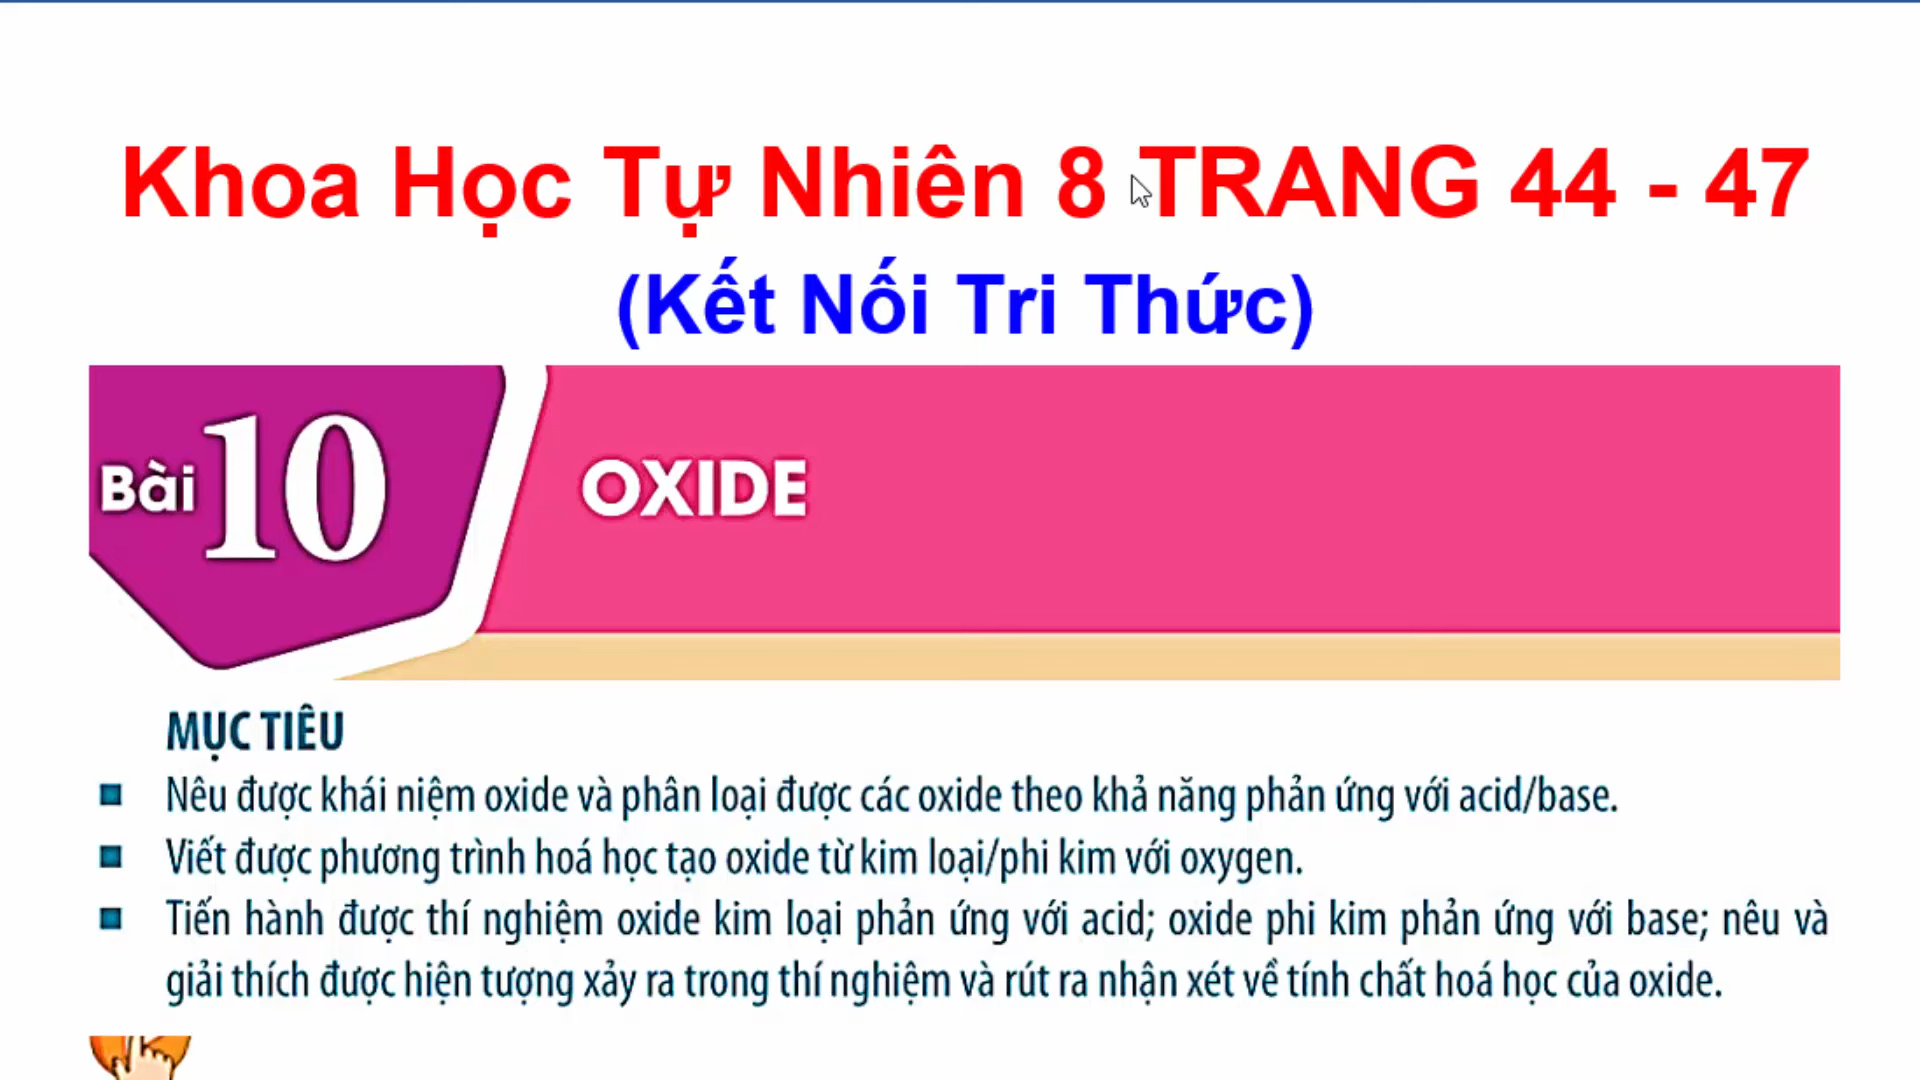 Khoa Học Tự Nhiên 8 TRANG 44 - 47
(Kết Nối Tri Thức)
Bài 10
OXIDE
MỤC TIÊU
Nêu được khái niệm oxide và phân loại được các oxide theo khả năng phản ứng với acid/base.
Viết được phương trình hoá học tạo oxide từ kim loại/phi kim với oxygen.
Tiến hành được thí nghiệm oxide kim loại phản ứng với acid; oxide phi kim phản ứng với base; nêu và
giải thích được hiện tượng xảy ra trong thí nghiệm và rút ra nhận xét về tính chất hoá học của oxide.